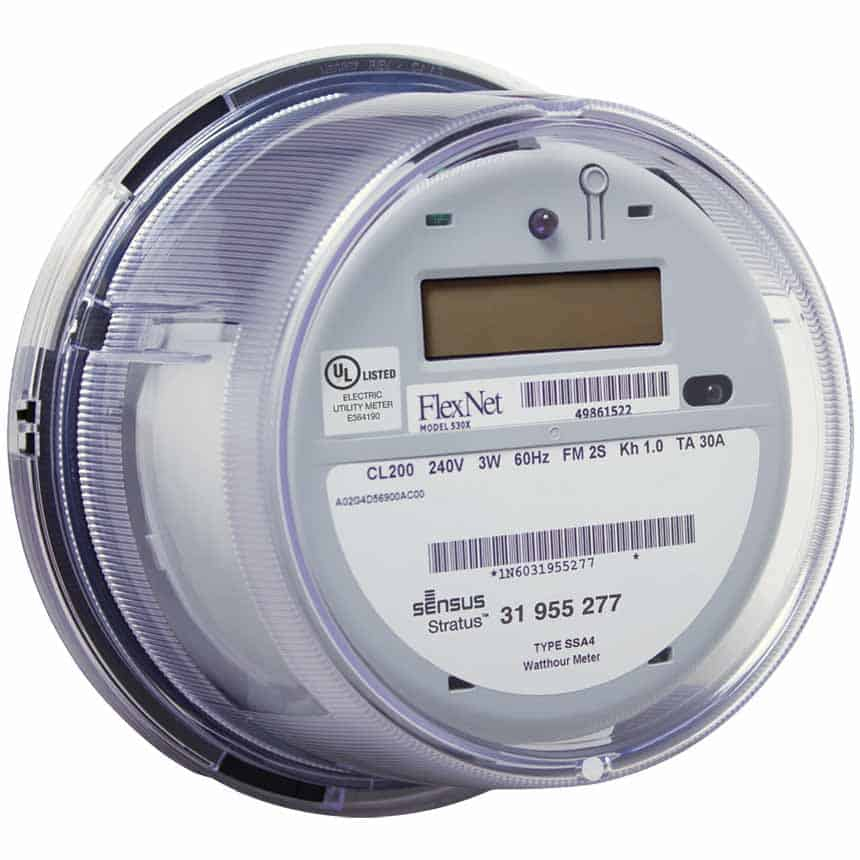 UL LISTED
ELECTRIC
UTILITY METER
E364190
FlexNet
MODEL 530X
49861522
CL200 240V 3W 60Hz FM 2S Kh 1.0 TA 30A
A02G4D56900AC00
*1N6031955277 *
sensus
Stratus™ 31 955 277
TYPE SSA4
Watthour Meter